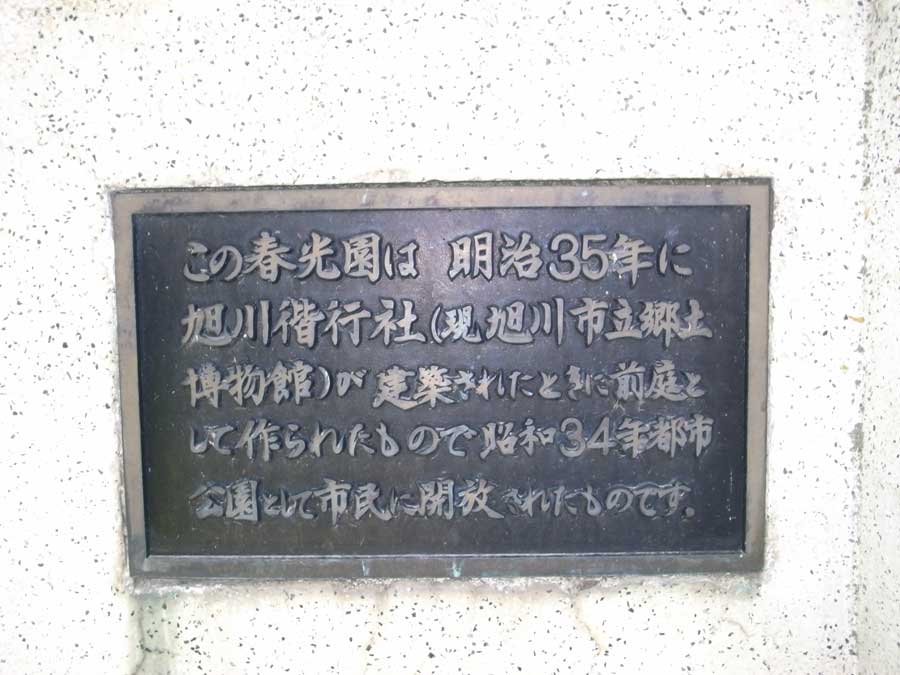 この春光園は 明治35年に
旭川偕行社(現旭川市立郷土
博物館)が建築されたときに前庭と
して作られたもので昭和34年都市
公園として市民に開放されたものです.